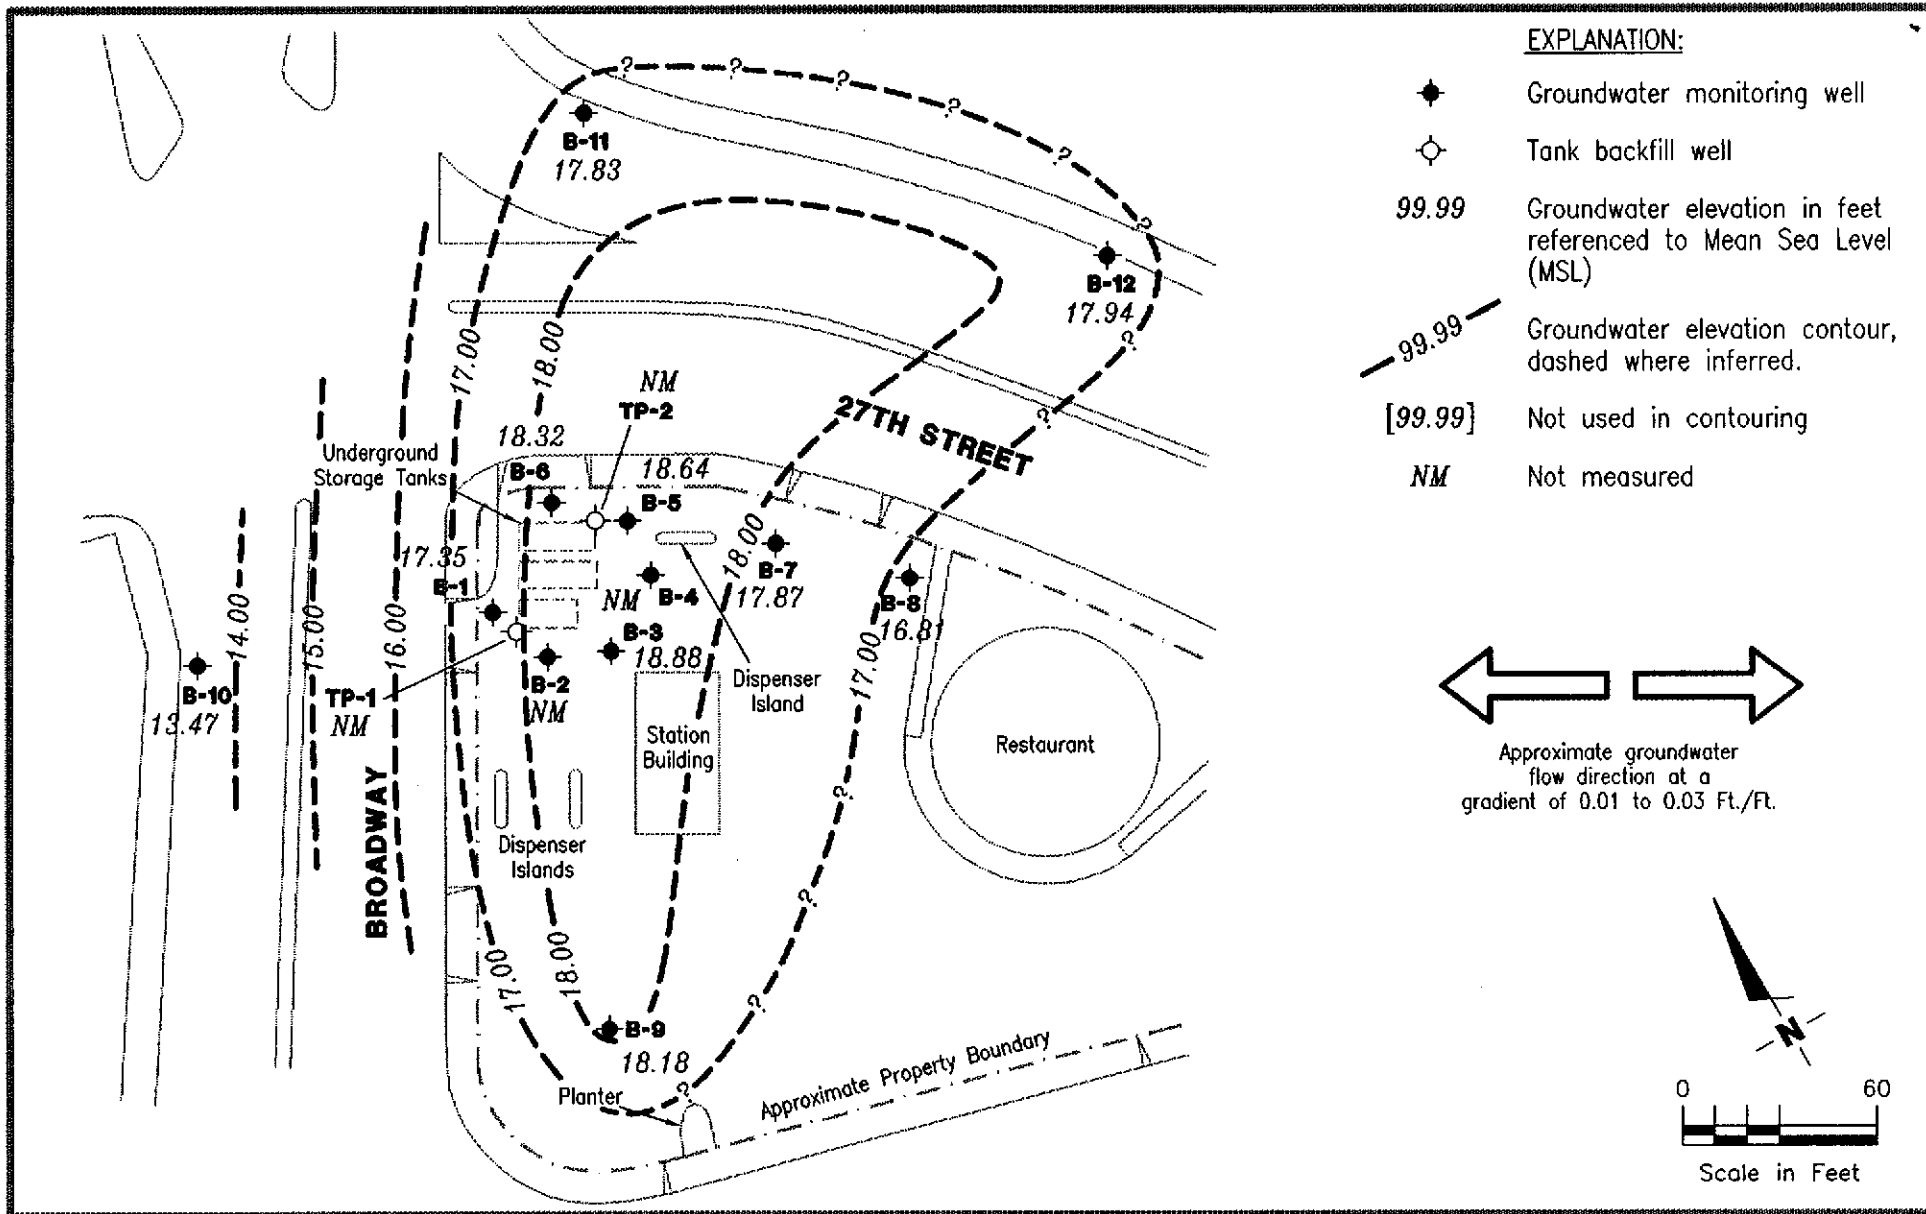 EXPLANATION:
Groundwater monitoring well
Tank backfill well
99.99
Groundwater elevation in feet
referenced to Mean Sea Level
(MSL)
99.99
Groundwater elevation contour,
dashed where inferred.
[99.99]
Not used in contouring
NM
Not measured
Approximate groundwater
flow direction at a
gradient of 0.01 to 0.03 Ft./Ft.
N
0 60
Scale in Feet
? ? ? ? ? ? ? ? ? ? ? ?
B-11
17.83
B-12
17.94
17.00
18.00
NM
TP-2
27TH STREET
18.32
B-6
18.64
B-5
Underground
Storage Tanks
17.35
B-1
18.00
B-7
17.87
NM
B-4
B-8
16.81
B-3
18.88
14.00
15.00
16.00
B-10
13.47
TP-1
NM
B-2
NM
17.00
Dispenser
Island
Station
Building
Restaurant
BROADWAY
Dispenser
Islands
17.00
18.00
B-9
18.18
Planter
Approximate Property Boundary